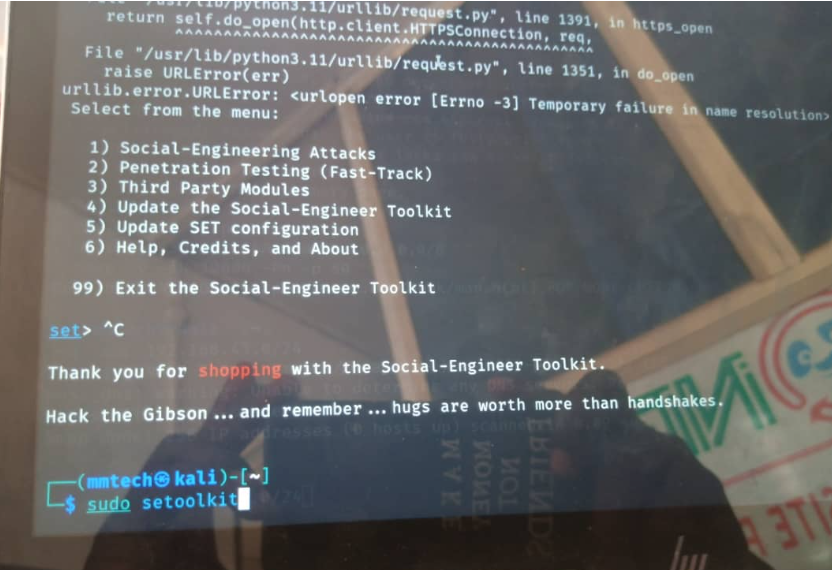 return self.do_open(http.client.HTTPSConnection, req,
^^^^^^^^^^^^^^^^^^^^^^^^^^^^^^^^^^^^^^^^^^^^^^
File "/usr/lib/python3.11/urllib/request.py", line 1391, in https_open
File "/usr/lib/python3.11/urllib/request.py", line 1351, in do_open
raise URLError(err)
urllib.error.URLError: <urlopen error [Errno -3] Temporary failure in name resolution>
Select from the menu:
1) Social-Engineering Attacks
2) Penetration Testing (Fast-Track)
3) Third Party Modules
4) Update the Social-Engineer Toolkit
5) Update SET configuration
6) Help, Credits, and About
99) Exit the Social-Engineer Toolkit
set> ^C
Thank you for shopping with the Social-Engineer Toolkit.
Hack the Gibson...and remember...hugs are worth more than handshakes.
(mmtech㉿kali)-[~]
$ sudo setoolkit
MAKE
MONEY
NOT
FRIENDS